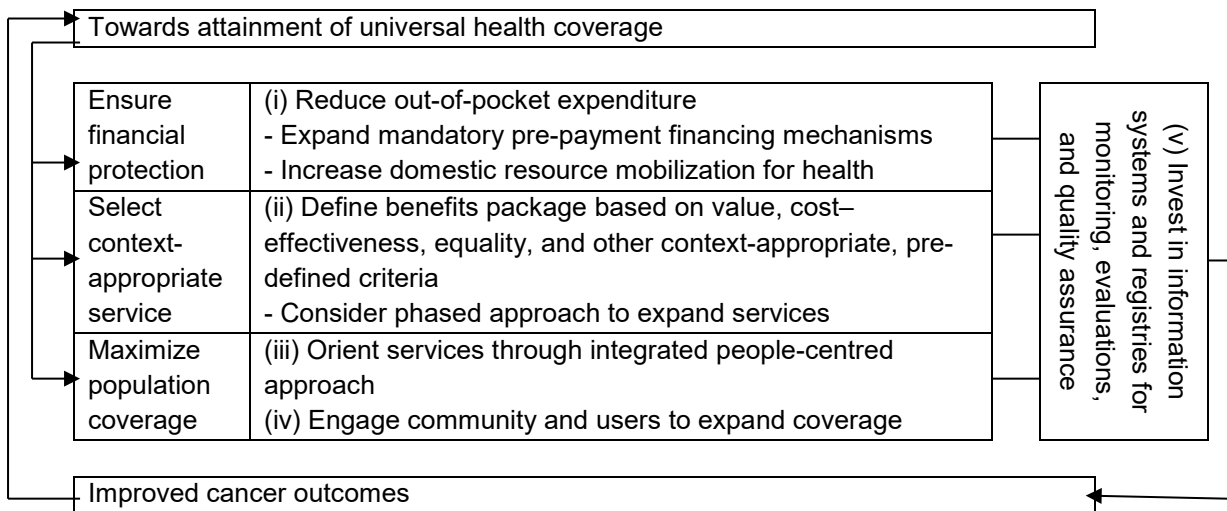 Towards attainment of universal health coverage
Ensure
financial
protection
(i) Reduce out-of-pocket expenditure
- Expand mandatory pre-payment financing mechanisms
- Increase domestic resource mobilization for health
Select
context-
appropriate
service
(ii) Define benefits package based on value, cost–
effectiveness, equality, and other context-appropriate, pre-
defined criteria
- Consider phased approach to expand services
Maximize
population
coverage
(iii) Orient services through integrated people-centred
approach
(iv) Engage community and users to expand coverage
(v) Invest in information
systems and registries for
monitoring, evaluations,
and quality assurance
Improved cancer outcomes